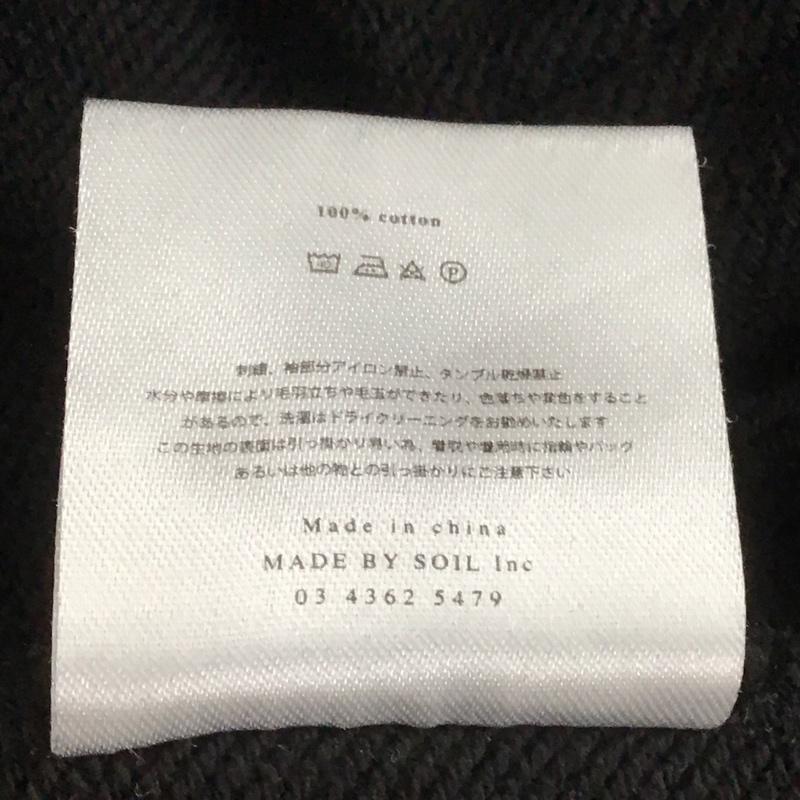 100% cotton
40
P
刺繍、袖部分アイロン禁止、タンブル乾燥禁止
水分や摩擦により毛羽立ちや毛玉ができたり、色落ちや変色をすること
があるので、洗濯はドライクリーニングをお勧めいたします
この生地の表面は引っ掛かり易い為、着脱や着用時に指輪やバッグ
あるいは他の物との引っ掛かりにご注意下さい
Made in china
MADE BY SOIL Inc
03 4362 5479